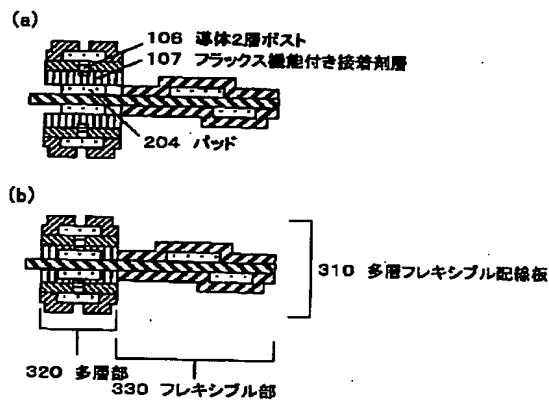 (a)
106 導体2層ポスト
107 フラックス機能付き接着剤層
204 パッド
(b)
310 多層フレキシブル配線板
320 多層部
330 フレキシブル部